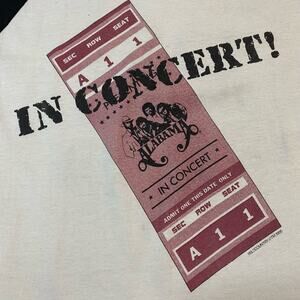 SEC ROW SEAT
A 1 1
IN CONCERT!
ALABAMA
IN CONCERT
ADMIT ONE THIS DATE ONLY
SEC ROW SEAT
A 1 1